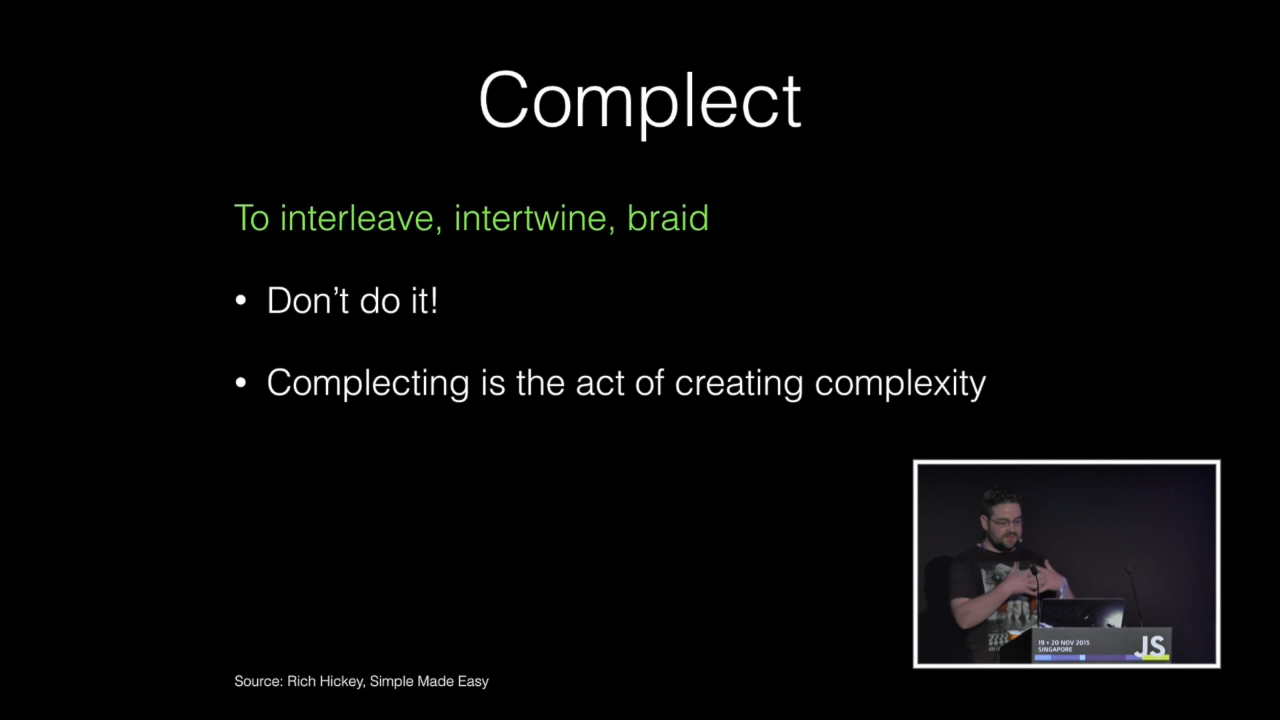 Complect
To interleave, intertwine, braid
• Don't do it!
• Complecting is the act of creating complexity
19 • 20 NOV 2015
SINGAPORE
JS
Source: Rich Hickey, Simple Made Easy